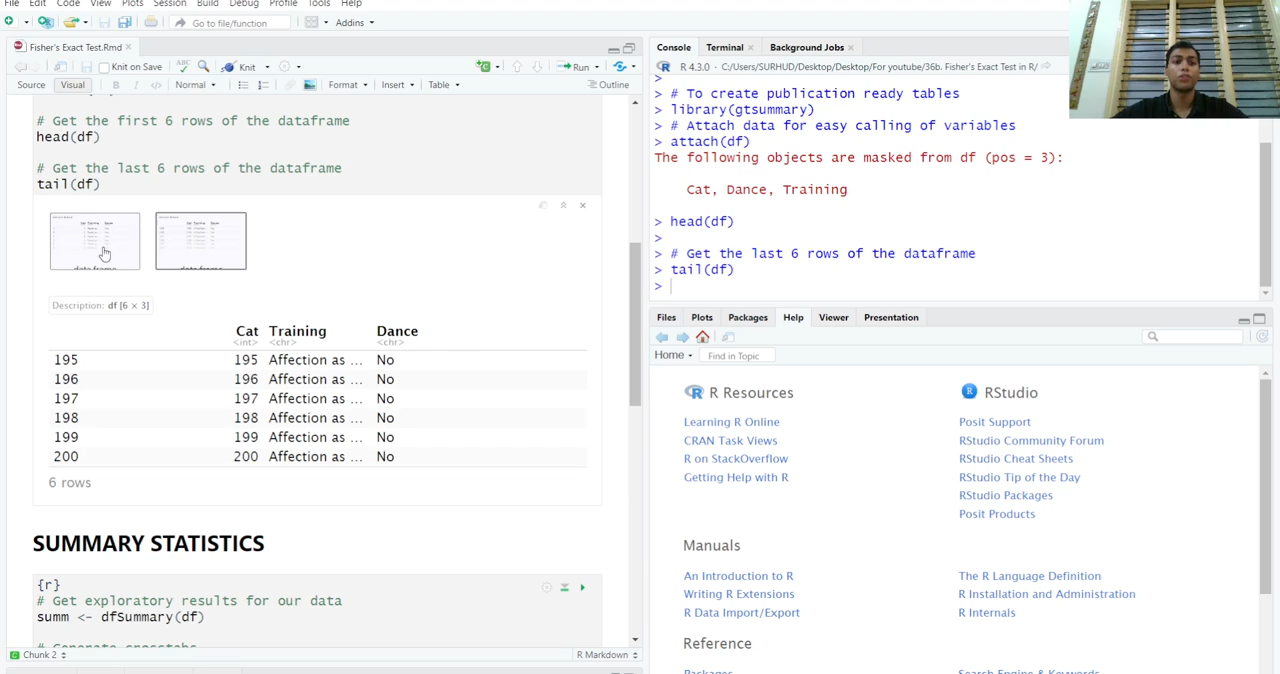 File Edit Code View Plots Session Build Debug Profile Tools Help
Go to file/function
Addins
Fisher's Exact Test.Rmd
Knit on Save
ABC
Knit
Run
Source Visual
Normal
Format
Insert
Table
Outline
# Get the first 6 rows of the dataframe
head(df)
# Get the last 6 rows of the dataframe
tail(df)
data.frame
data.frame
Description: df [6 × 3]
Cat Training Dance
<int> <chr> <chr>
195 195 Affection as ... No
196 196 Affection as ... No
197 197 Affection as ... No
198 198 Affection as ... No
199 199 Affection as ... No
200 200 Affection as ... No
6 rows
SUMMARY STATISTICS
{r}
# Get exploratory results for our data
summ <- dfSummary(df)
# Generate crosstabs
Chunk 2
R Markdown
Console Terminal Background Jobs
R 4.3.0 · C:/Users/SURHUD/Desktop/Desktop/For youtube/36b. Fisher's Exact Test in R/
>
> # To create publication ready tables
> library(gtsummary)
> # Attach data for easy calling of variables
> attach(df)
The following objects are masked from df (pos = 3):
Cat, Dance, Training
> head(df)
>
> # Get the last 6 rows of the dataframe
> tail(df)
>
Files Plots Packages Help Viewer Presentation
Home
Find in Topic
R Resources
Learning R Online
CRAN Task Views
R on StackOverflow
Getting Help with R
RStudio
Posit Support
RStudio Community Forum
RStudio Cheat Sheets
RStudio Tip of the Day
RStudio Packages
Posit Products
Manuals
An Introduction to R
Writing R Extensions
R Data Import/Export
The R Language Definition
R Installation and Administration
R Internals
Reference
Packages
Search Engine & Keywords